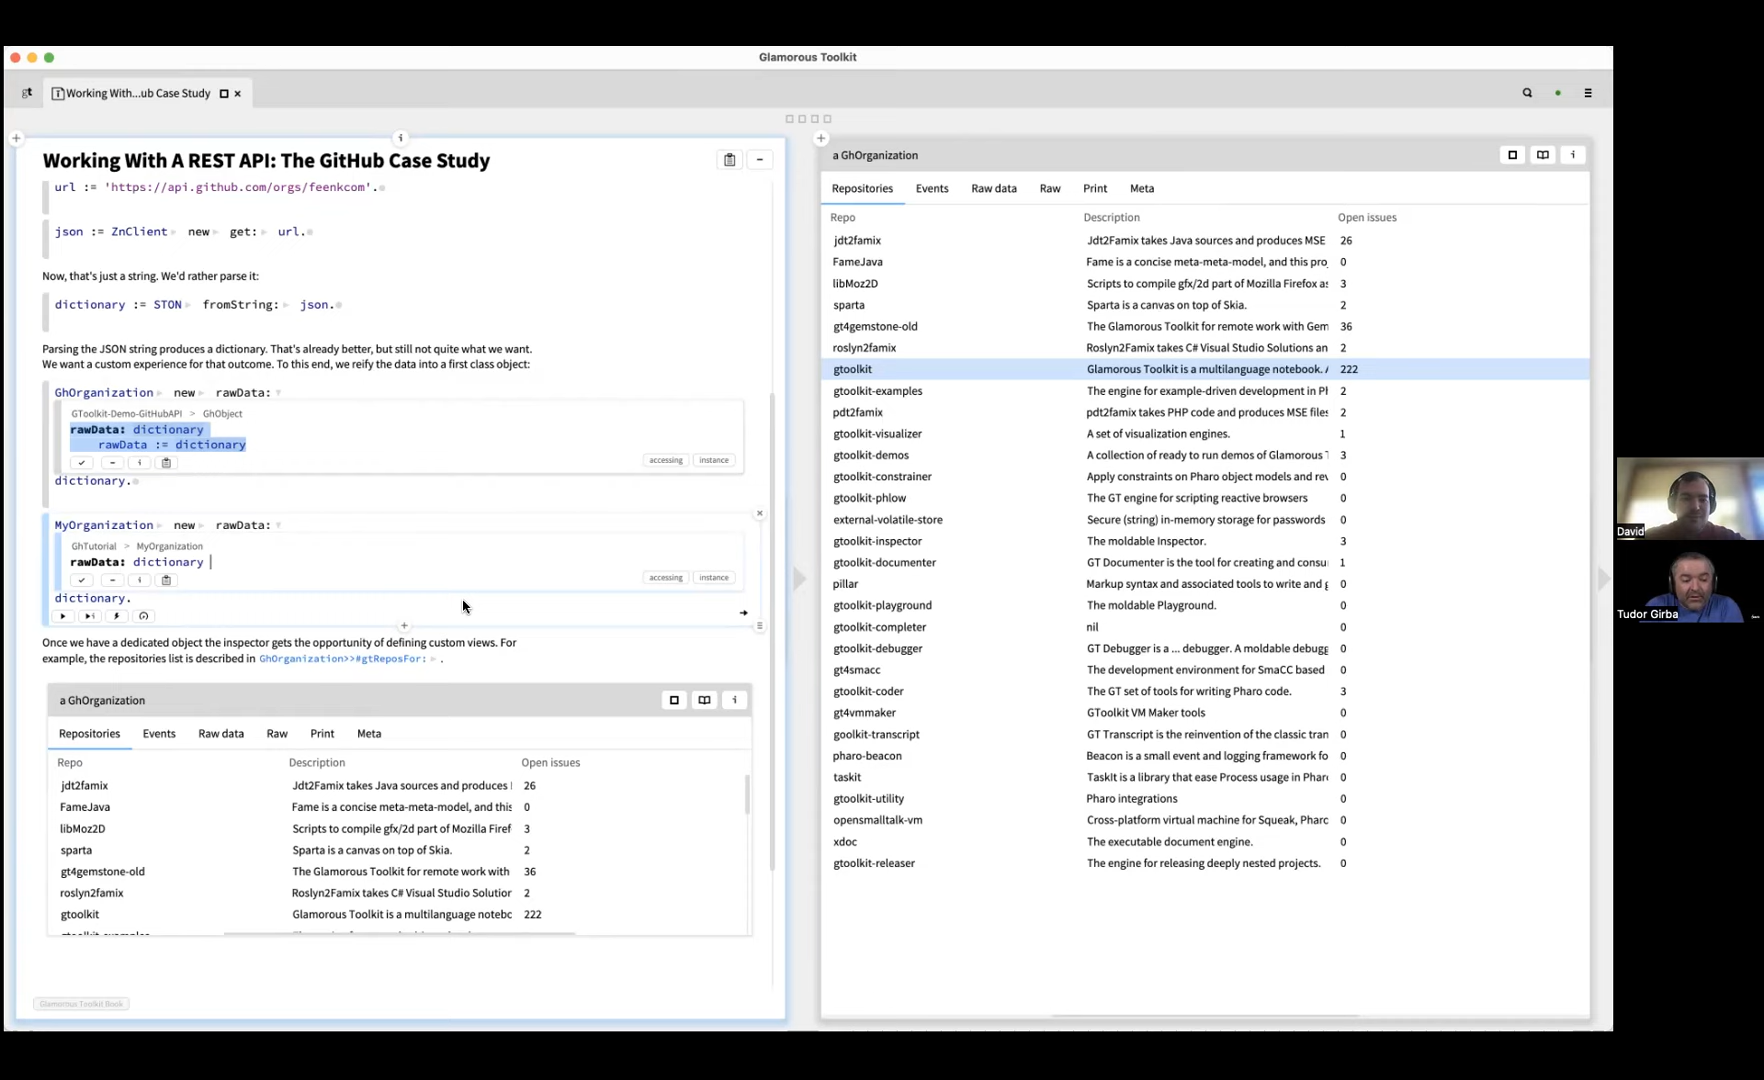 Glamorous Toolkit
gt
Working With...ub Case Study
Working With A REST API: The GitHub Case Study
url := 'https://api.github.com/orgs/feenkcom'.
json := ZnClient new get: url.
Now, that's just a string. We'd rather parse it:
dictionary := STON fromString: json.
Parsing the JSON string produces a dictionary. That's already better, but still not quite what we want.
We want a custom experience for that outcome. To this end, we reify the data into a first class object:
GhOrganization new rawData:
GToolkit-Demo-GitHubAPI > GhObject
rawData: dictionary
rawData := dictionary
accessing instance
dictionary.
MyOrganization new rawData:
GhTutorial > MyOrganization
rawData: dictionary
accessing instance
dictionary.
Once we have a dedicated object the inspector gets the opportunity of defining custom views. For
example, the repositories list is described in GhOrganization>>#gtReposFor: .
a GhOrganization
Repositories Events Raw data Raw Print Meta
Repo Description Open issues
jdt2famix Jdt2Famix takes Java sources and produces 26
FameJava Fame is a concise meta-meta-model, and this 0
libMoz2D Scripts to compile gfx/2d part of Mozilla Firef 3
sparta Sparta is a canvas on top of Skia. 2
gt4gemstone-old The Glamorous Toolkit for remote work with 36
roslyn2famix Roslyn2Famix takes C# Visual Studio Solutior 2
gtoolkit Glamorous Toolkit is a multilanguage notebo 222
Glamorous Toolkit Book
a GhOrganization
Repositories Events Raw data Raw Print Meta
Repo Description Open issues
jdt2famix Jdt2Famix takes Java sources and produces MSE 26
FameJava Fame is a concise meta-meta-model, and this pro 0
libMoz2D Scripts to compile gfx/2d part of Mozilla Firefox as 3
sparta Sparta is a canvas on top of Skia. 2
gt4gemstone-old The Glamorous Toolkit for remote work with Gem 36
roslyn2famix Roslyn2Famix takes C# Visual Studio Solutions an 2
gtoolkit Glamorous Toolkit is a multilanguage notebook. 222
gtoolkit-examples The engine for example-driven development in Pl 2
pdt2famix pdt2famix takes PHP code and produces MSE files 2
gtoolkit-visualizer A set of visualization engines. 1
gtoolkit-demos A collection of ready to run demos of Glamorous 3
gtoolkit-constrainer Apply constraints on Pharo object models and rev 0
gtoolkit-phlow The GT engine for scripting reactive browsers 0
external-volatile-store Secure (string) in-memory storage for passwords 0
gtoolkit-inspector The moldable Inspector. 3
gtoolkit-documenter GT Documenter is the tool for creating and consu 1
pillar Markup syntax and associated tools to write and 0
gtoolkit-playground The moldable Playground. 0
gtoolkit-completer nil 0
gtoolkit-debugger GT Debugger is a ... debugger. A moldable debugg 0
gt4smacc The development environment for SmaCC based 0
gtoolkit-coder The GT set of tools for writing Pharo code. 3
gt4vmmaker GToolkit VM Maker tools 0
goolkit-transcript GT Transcript is the reinvention of the classic tran 0
pharo-beacon Beacon is a small event and logging framework fo 0
taskit TaskIt is a library that ease Process usage in Phar 0
gtoolkit-utility Pharo integrations 0
opensmalltalk-vm Cross-platform virtual machine for Squeak, Pharo 0
xdoc The executable document engine. 0
gtoolkit-releaser The engine for releasing deeply nested projects. 0
David
Tudor Girba